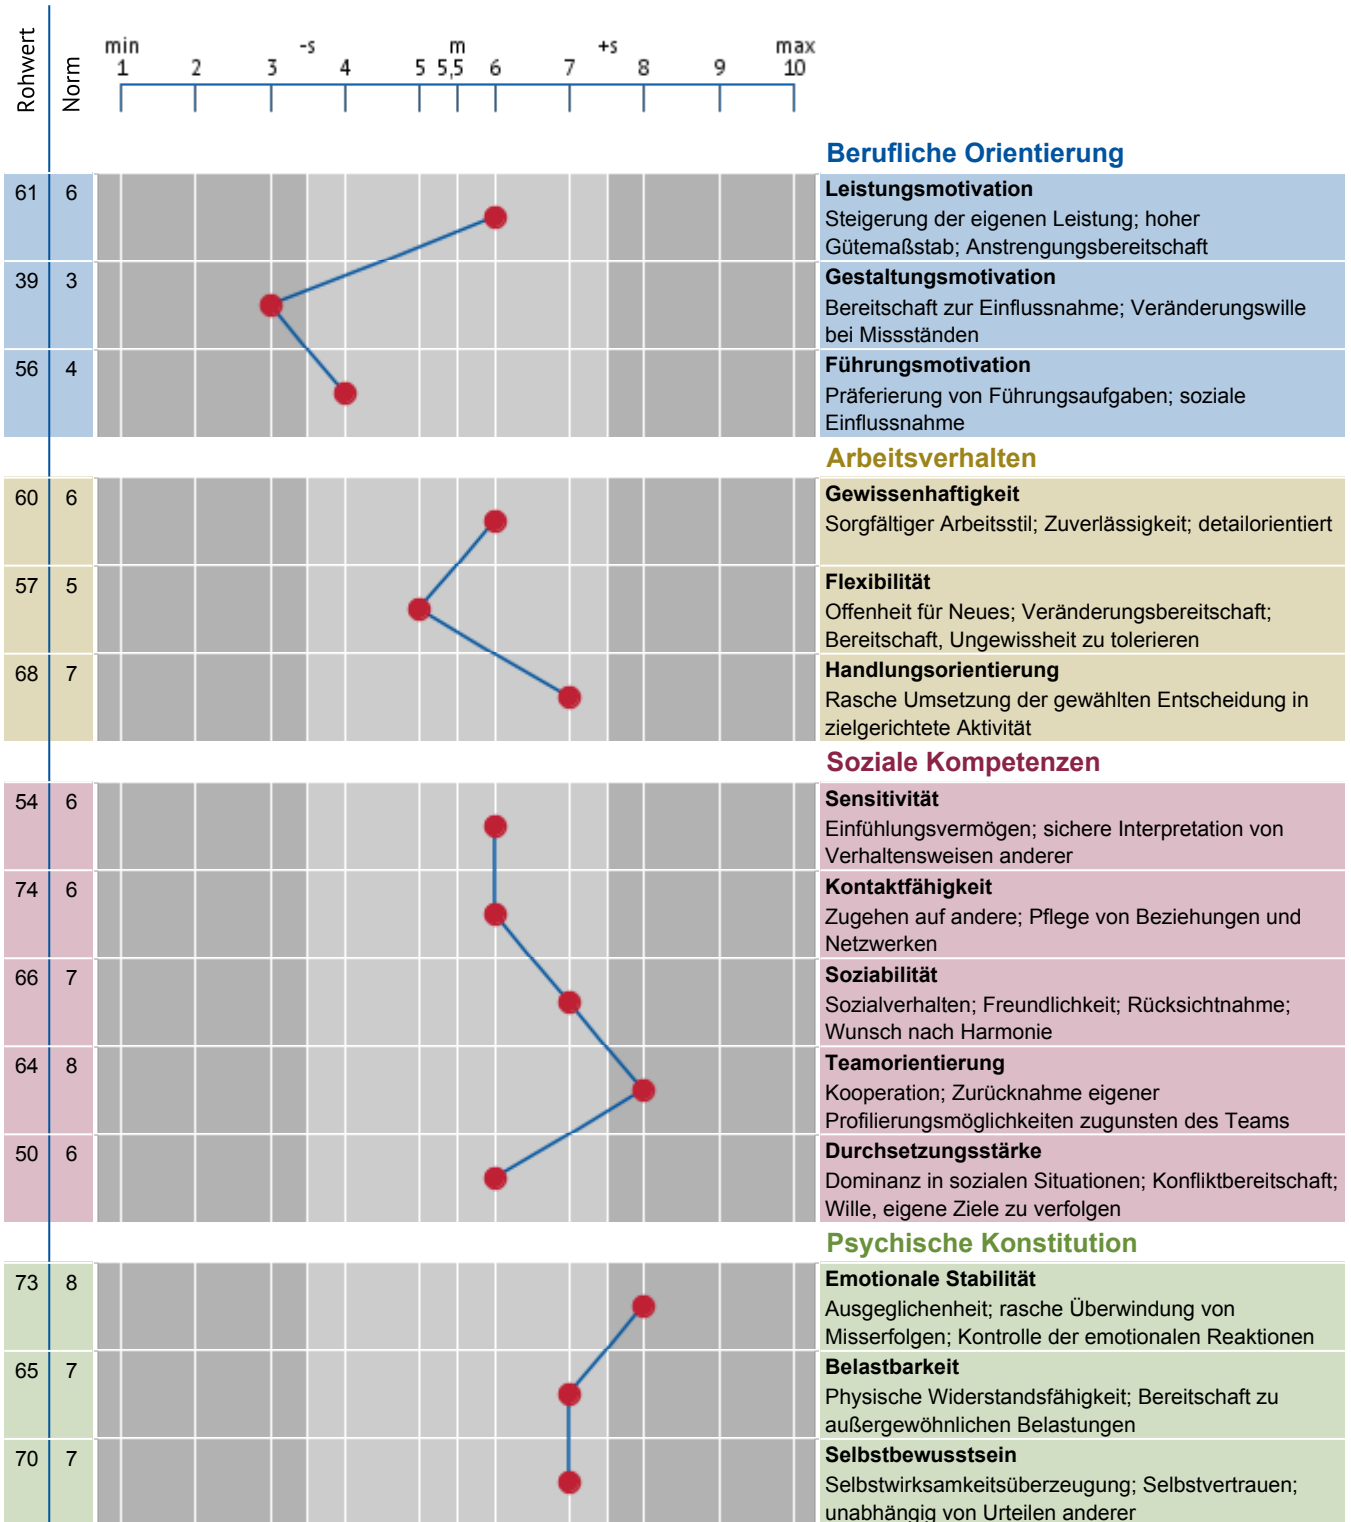 Rohwert
Norm
min -s m +s max
1 2 3 4 5 5,5 6 7 8 9 10
Berufliche Orientierung
61 6 Leistungsmotivation
Steigerung der eigenen Leistung; hoher
Gütemaßstab; Anstrengungsbereitschaft
39 3 Gestaltungsmotivation
Bereitschaft zur Einflussnahme; Veränderungswille
bei Missständen
56 4 Führungsmotivation
Präferierung von Führungsaufgaben; soziale
Einflussnahme
Arbeitsverhalten
60 6 Gewissenhaftigkeit
Sorgfältiger Arbeitsstil; Zuverlässigkeit; detailorientiert
57 5 Flexibilität
Offenheit für Neues; Veränderungsbereitschaft;
Bereitschaft, Ungewissheit zu tolerieren
68 7 Handlungsorientierung
Rasche Umsetzung der gewählten Entscheidung in
zielgerichtete Aktivität
Soziale Kompetenzen
54 6 Sensitivität
Einfühlungsvermögen; sichere Interpretation von
Verhaltensweisen anderer
74 6 Kontaktfähigkeit
Zugehen auf andere; Pflege von Beziehungen und
Netzwerken
66 7 Soziabilität
Sozialverhalten; Freundlichkeit; Rücksichtnahme;
Wunsch nach Harmonie
64 8 Teamorientierung
Kooperation; Zurücknahme eigener
Profilierungsmöglichkeiten zugunsten des Teams
50 6 Durchsetzungsstärke
Dominanz in sozialen Situationen; Konfliktbereitschaft;
Wille, eigene Ziele zu verfolgen
Psychische Konstitution
73 8 Emotionale Stabilität
Ausgeglichenheit; rasche Überwindung von
Misserfolgen; Kontrolle der emotionalen Reaktionen
65 7 Belastbarkeit
Physische Widerstandsfähigkeit; Bereitschaft zu
außergewöhnlichen Belastungen
70 7 Selbstbewusstsein
Selbstwirksamkeitsüberzeugung; Selbstvertrauen;
unabhängig von Urteilen anderer